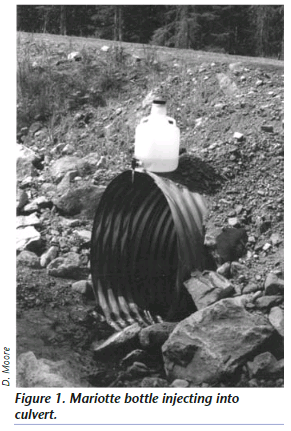 D. Moore
Figure 1. Mariotte bottle injecting into
culvert.